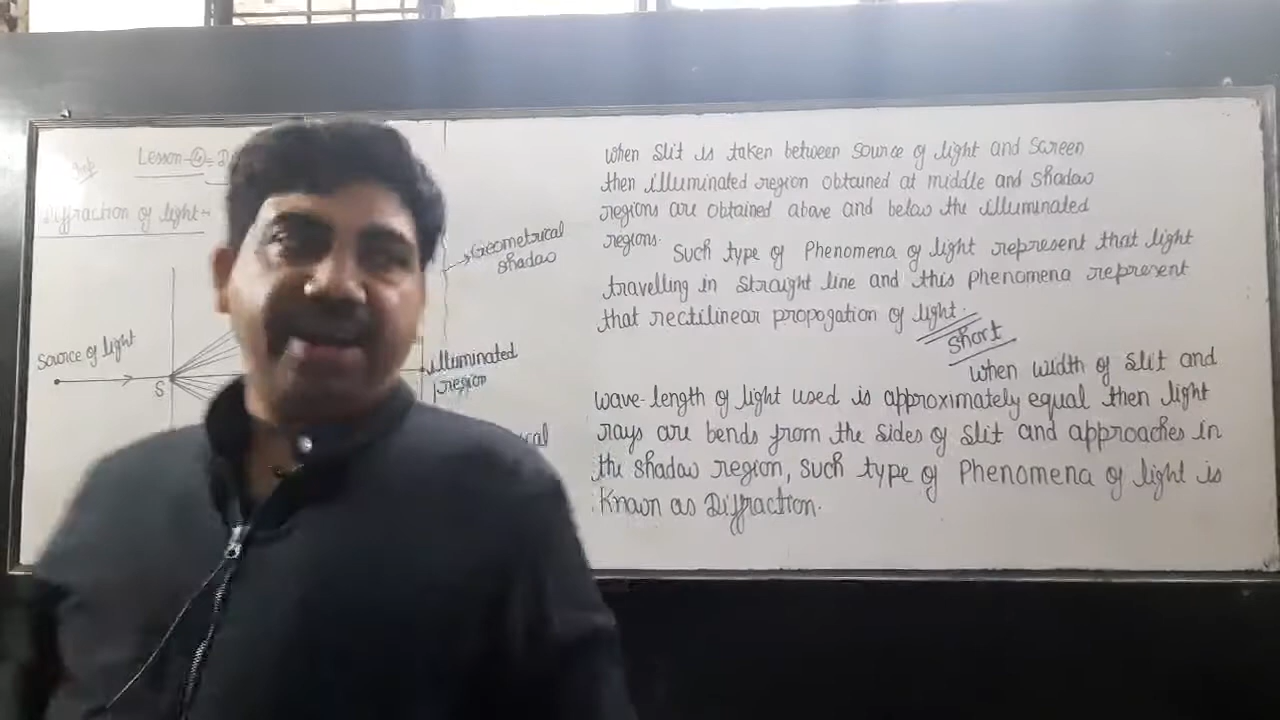 Lesson-④=
Diffraction of light-
Geometrical
shadao
Source of light
S
illuminated
region
When slit is taken between source of light and screen
then illuminated region obtained at middle and shadao
regions are obtained above and below the illuminated
regions.
Such type of Phenomena of light represent that light
travelling in straight line and this phenomena represent
that rectilinear propogation of light.
Short
When width of slit and
wave-length of light used is approximately equal then light
rays are bends from the sides of slit and approaches in
the shadao region, such type of Phenomena of light is
Known as Diffraction.